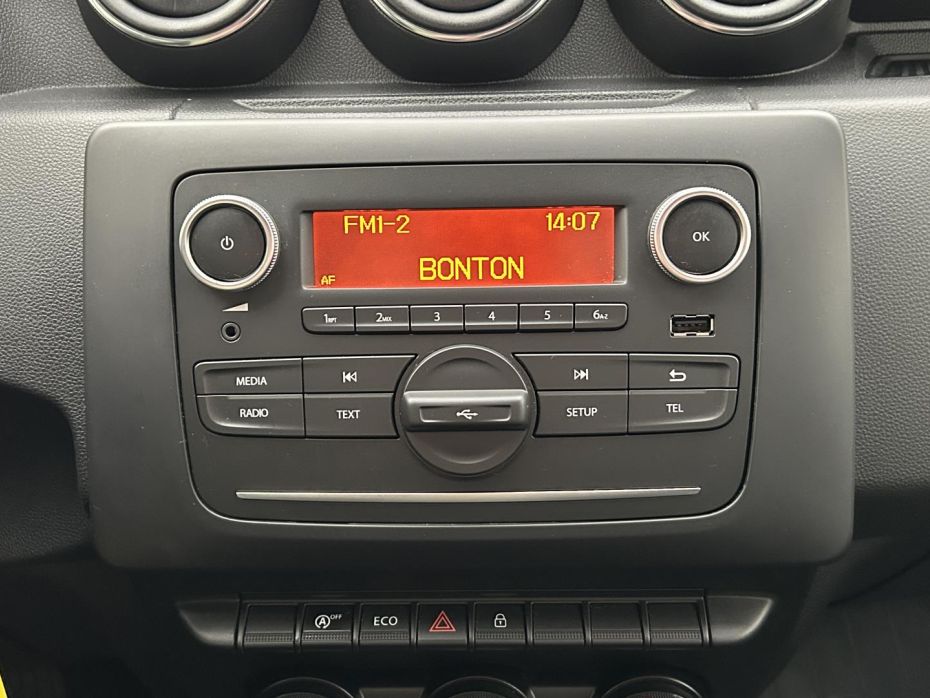 FM1-2 14:07
AF BONTON
OK
1RPT 2MIX 3 4 5 6A-Z
MEDIA
RADIO TEXT SETUP TEL
A OFF ECO